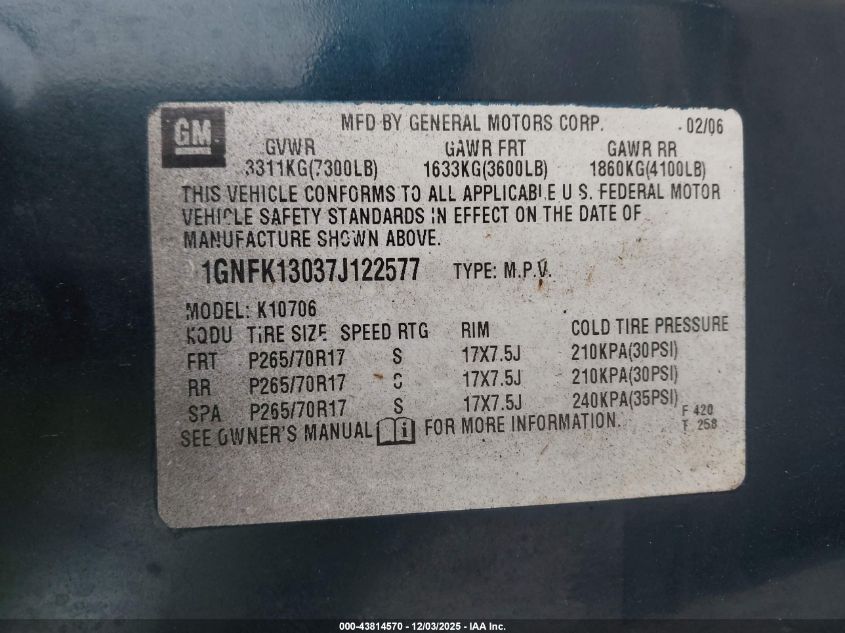 GM
MFD BY GENERAL MOTORS CORP. 02/06
GVWR GAWR FRT GAWR RR
3311KG(7300LB) 1633KG(3600LB) 1860KG(4100LB)
THIS VEHICLE CONFORMS TO ALL APPLICABLE U.S. FEDERAL MOTOR
VEHICLE SAFETY STANDARDS IN EFFECT ON THE DATE OF
MANUFACTURE SHOWN ABOVE.
1GNFK13037J122577 TYPE: M.P.V.
MODEL: K10706
KQDU TIRE SIZE SPEED RTG RIM COLD TIRE PRESSURE
FRT P265/70R17 S 17X7.5J 210KPA(30PSI)
RR P265/70R17 S 17X7.5J 210KPA(30PSI)
SPA P265/70R17 S 17X7.5J 240KPA(35PSI)
SEE OWNER'S MANUAL FOR MORE INFORMATION.
F 420
T 258
000-43814570 - 12/03/2025 - IAA Inc.